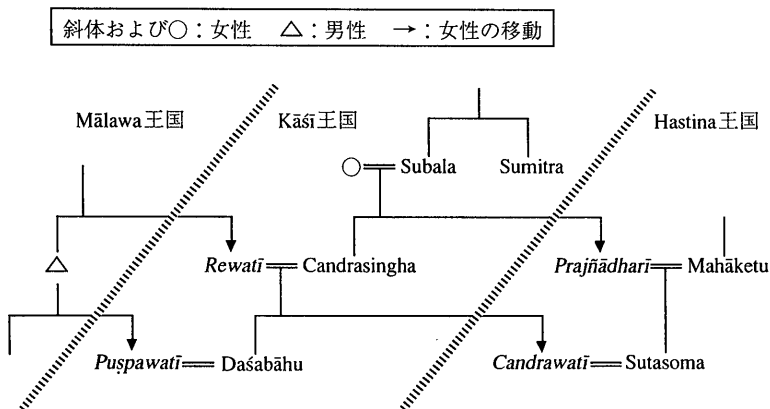 斜体および○：女性　△：男性　→：女性の移動
Mālawa王国　Kāśī王国　Hastina王国
○　Subala　Sumitra
Rewatī　Candrasingha　Prajñādharī　Mahāketu
△
Puṣpawatī　Daśabāhu　Candrawatī　Sutasoma